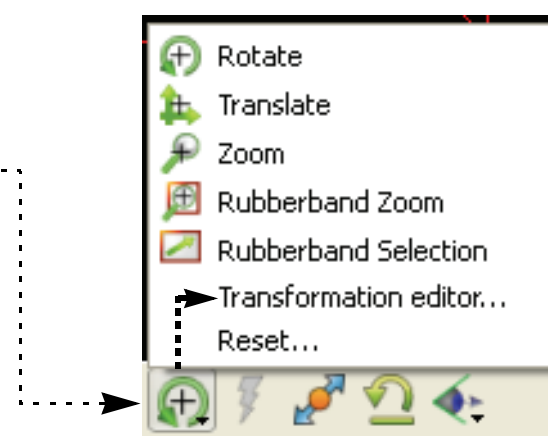 Rotate
Translate
Zoom
Rubberband Zoom
Rubberband Selection
Transformation editor...
Reset...